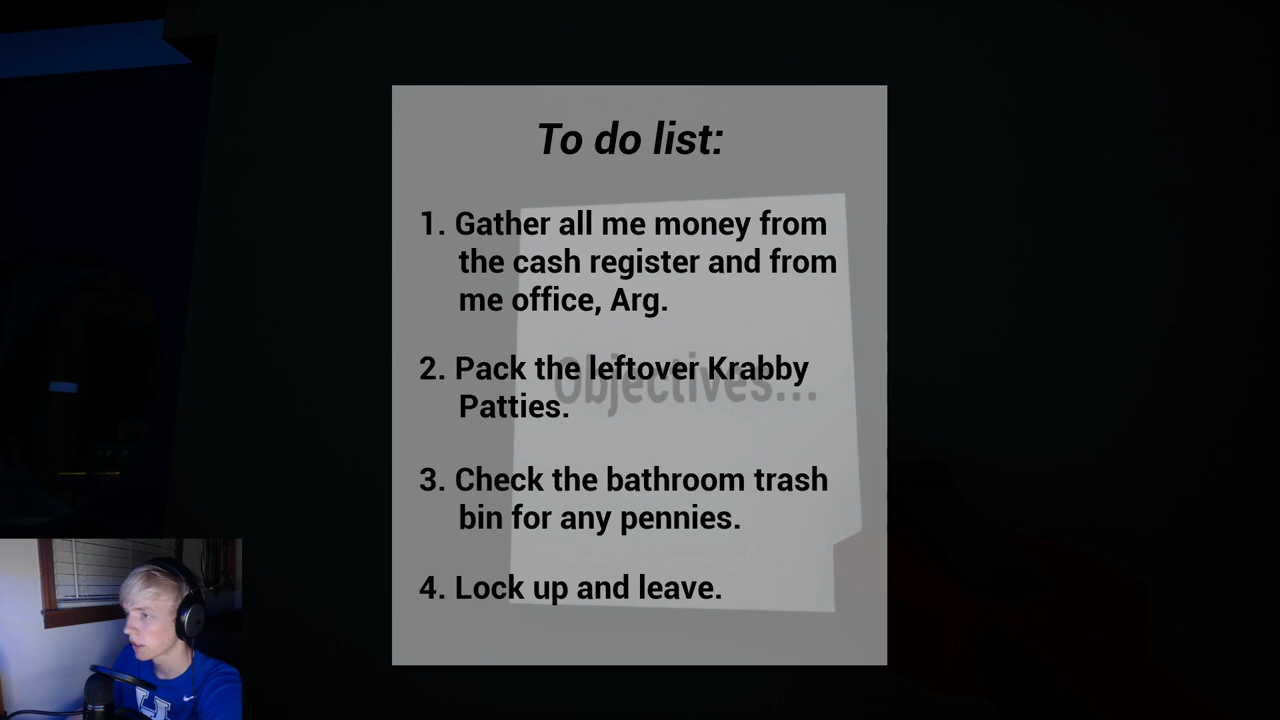 To do list:
1. Gather all me money from
the cash register and from
me office, Arg.
2. Pack the leftover Krabby
Patties.
Objectives...
3. Check the bathroom trash
bin for any pennies.
4. Lock up and leave.